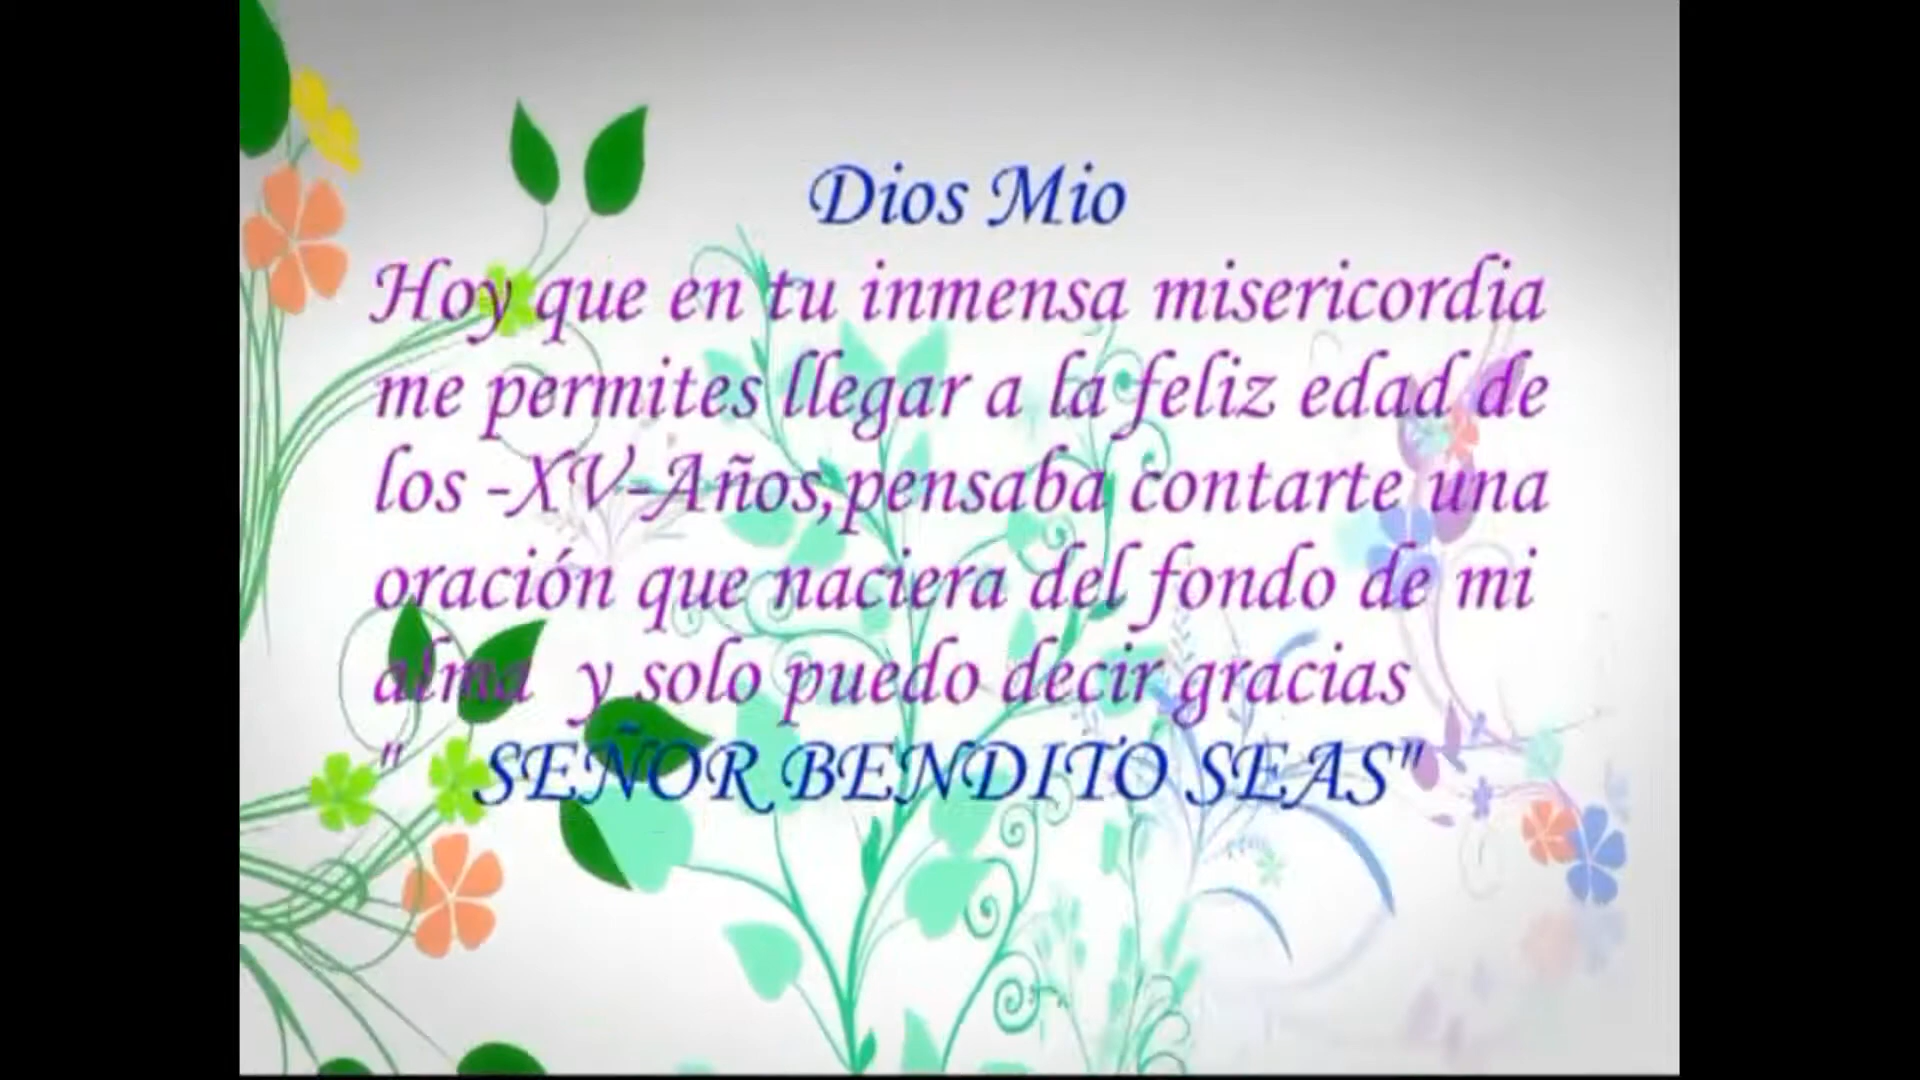 Dios Mio
Hoy que en tu inmensa misericordia
me permites llegar a la feliz edad de
los -XV-Años,pensaba contarte una
oración que naciera del fondo de mi
alma y solo puedo decir gracias
" SEÑOR BENDITO SEAS"